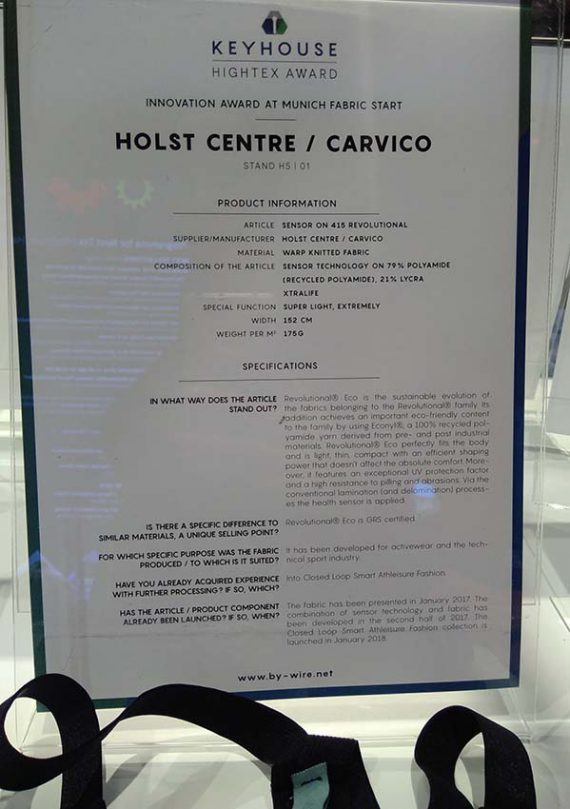 KEYHOUSE
HIGHTEX AWARD
INNOVATION AWARD AT MUNICH FABRIC START
HOLST CENTRE / CARVICO
STAND H5 | 01
PRODUCT INFORMATION
ARTICLE SENSOR ON 415 REVOLUTIONAL
SUPPLIER/MANUFACTURER HOLST CENTRE / CARVICO
MATERIAL WARP KNITTED FABRIC
COMPOSITION OF THE ARTICLE SENSOR TECHNOLOGY ON 79% POLYAMIDE
(RECYCLED POLYAMIDE), 21% LYCRA
XTRALIFE
SPECIAL FUNCTION SUPER LIGHT, EXTREMELY
WIDTH 152 CM
WEIGHT PER M² 175G
SPECIFICATIONS
IN WHAT WAY DOES THE ARTICLE
STAND OUT?
Revolutional® Eco is the sustainable evolution of
the fabrics belonging to the Revolutional® family. Its
addition achieves an important eco-friendly content
to the family by using Econyl®, a 100% recycled pol-
yamide yarn derived from pre- and post industrial
materials. Revolutional® Eco perfectly fits the body
and is light, thin, compact with an efficient shaping
power that doesn't affect the absolute comfort. More-
over, it features an exceptional UV protection factor
and a high resistance to pilling and abrasions. Via the
conventional lamination (and delamination) process-
es the health sensor is applied.
IS THERE A SPECIFIC DIFFERENCE TO
SIMILAR MATERIALS, A UNIQUE SELLING POINT?
Revolutional® Eco is GRS certified.
FOR WHICH SPECIFIC PURPOSE WAS THE FABRIC
PRODUCED / TO WHICH IS IT SUITED?
It has been developed for activewear and the tech-
nical sport industry.
HAVE YOU ALREADY ACQUIRED EXPERIENCE
WITH FURTHER PROCESSING? IF SO, WHICH?
Into Closed Loop Smart Athleisure Fashion
HAS THE ARTICLE / PRODUCT COMPONENT
ALREADY BEEN LAUNCHED? IF SO, WHEN?
The fabric has been presented in January 2017. The
combination of sensor technology and fabric has
been developed in the second half of 2017. The
Closed Loop Smart Athleisure Fashion collection is
launched in January 2018.
www.by-wire.net